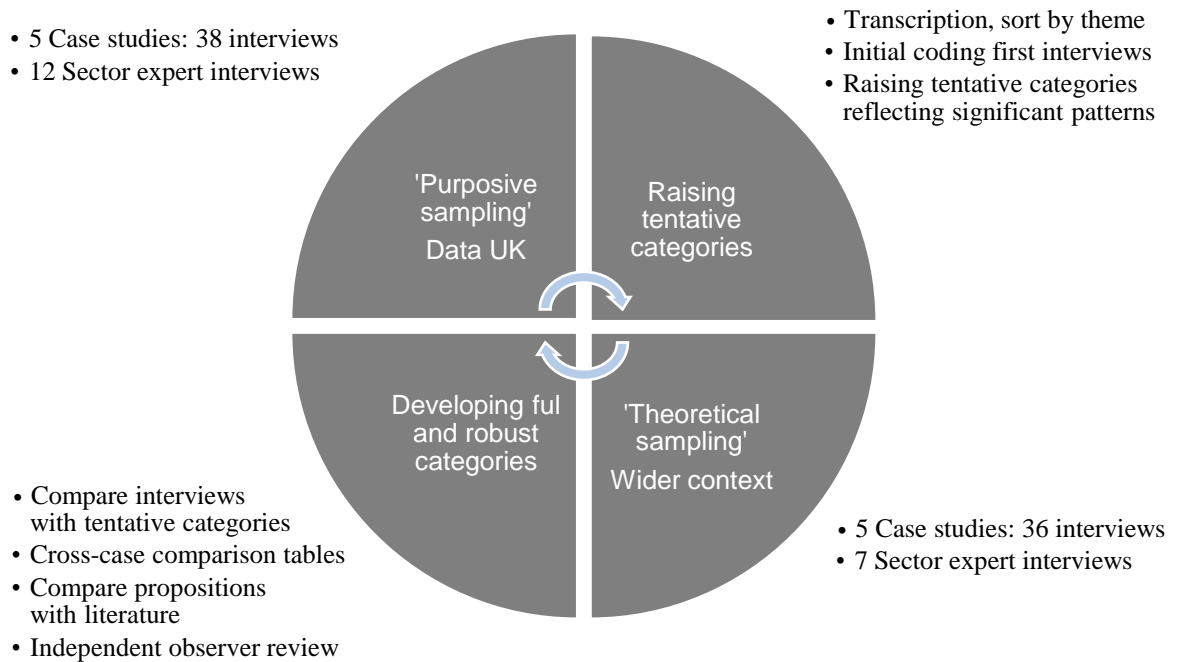 • 5 Case studies: 38 interviews
• 12 Sector expert interviews
• Transcription, sort by theme
• Initial coding first interviews
• Raising tentative categories
reflecting significant patterns
'Purposive
sampling'
Data UK
Raising
tentative
categories
Developing ful
and robust
categories
'Theoretical
sampling'
Wider context
• Compare interviews
with tentative categories
• Cross-case comparison tables
• Compare propositions
with literature
• Independent observer review
• 5 Case studies: 36 interviews
• 7 Sector expert interviews